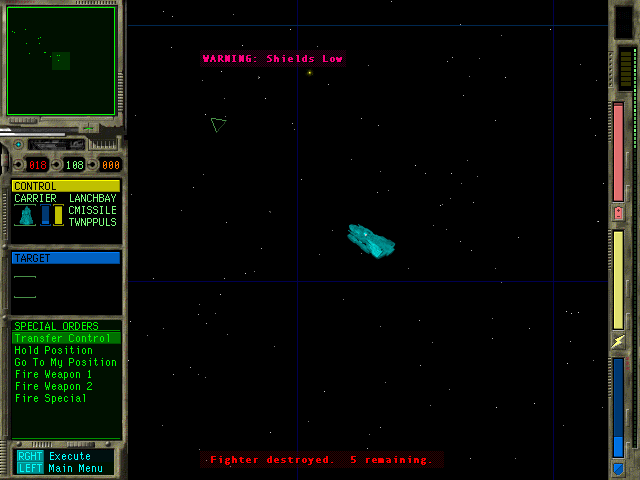 WARNING: Shields Low
018 108 000
CONTROL
CARRIER LANCHBAY
CMISSILE
TWNPPULS
TARGET
SPECIAL ORDERS
Transfer Control
Hold Position
Go To My Position
Fire Weapon 1
Fire Weapon 2
Fire Special
RGHT Execute
LEFT Main Menu
Fighter destroyed. 5 remaining.